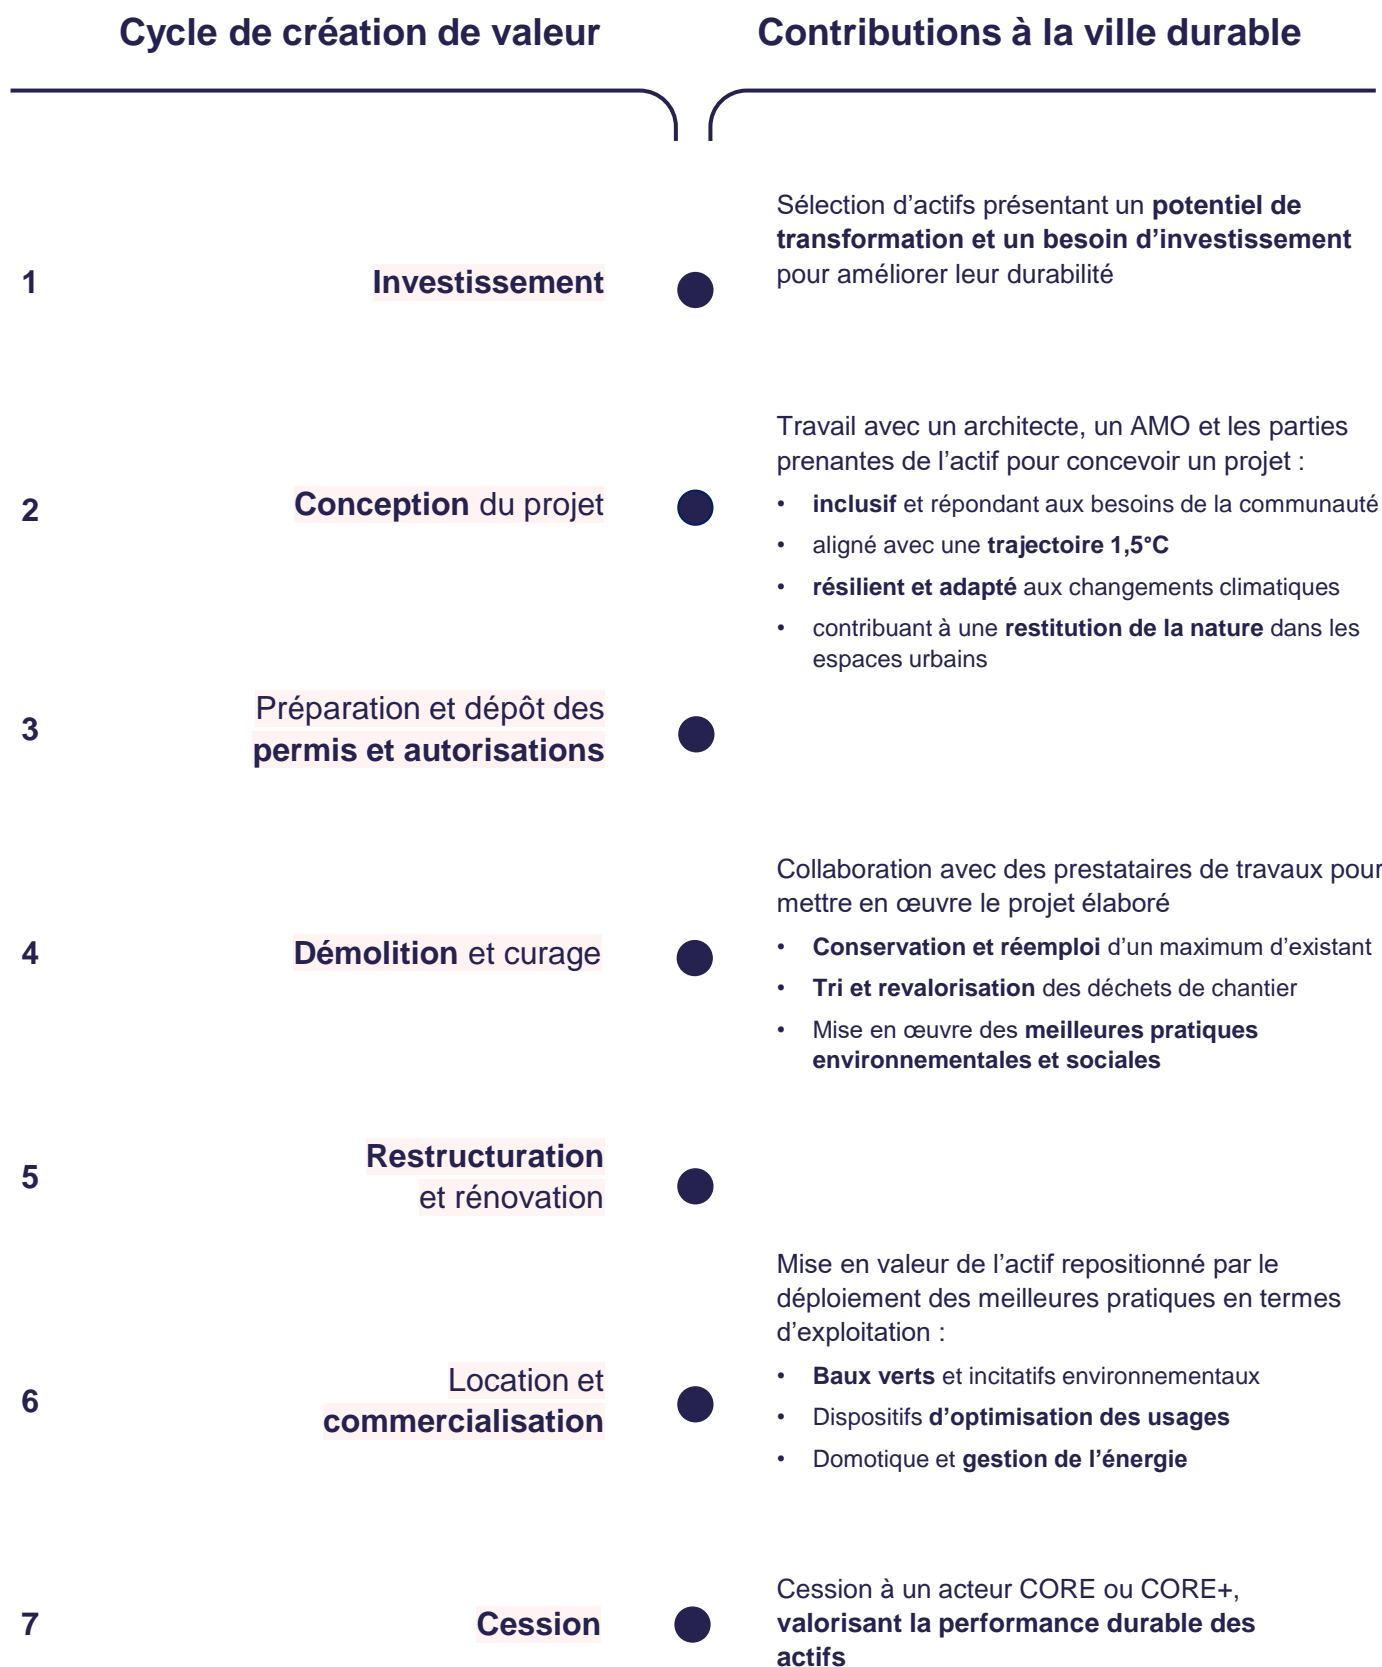 Cycle de création de valeur
Contributions à la ville durable
1
Investissement
Sélection d’actifs présentant un potentiel de
transformation et un besoin d’investissement
pour améliorer leur durabilité
2
Conception du projet
Travail avec un architecte, un AMO et les parties
prenantes de l’actif pour concevoir un projet :
• inclusif et répondant aux besoins de la communauté
• aligné avec une trajectoire 1,5°C
• résilient et adapté aux changements climatiques
• contribuant à une restitution de la nature dans les
espaces urbains
3
Préparation et dépôt des
permis et autorisations
4
Démolition et curage
Collaboration avec des prestataires de travaux pour
mettre en œuvre le projet élaboré
• Conservation et réemploi d’un maximum d’existant
• Tri et revalorisation des déchets de chantier
• Mise en œuvre des meilleures pratiques
environnementales et sociales
5
Restructuration
et rénovation
6
Location et
commercialisation
Mise en valeur de l’actif repositionné par le
déploiement des meilleures pratiques en termes
d’exploitation :
• Baux verts et incitatifs environnementaux
• Dispositifs d’optimisation des usages
• Domotique et gestion de l’énergie
7
Cession
Cession à un acteur CORE ou CORE+,
valorisant la performance durable des
actifs